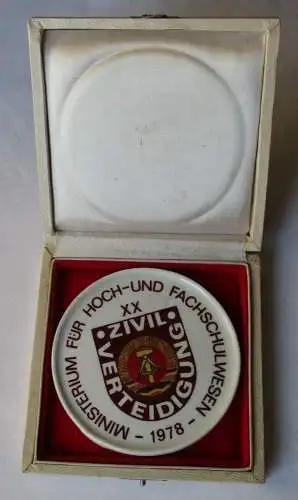 MINISTERIUM FÜR HOCH-UND FACHSCHULWESEN
XX
·ZIVIL·
VERTEIDIGUNG
- 1978 -